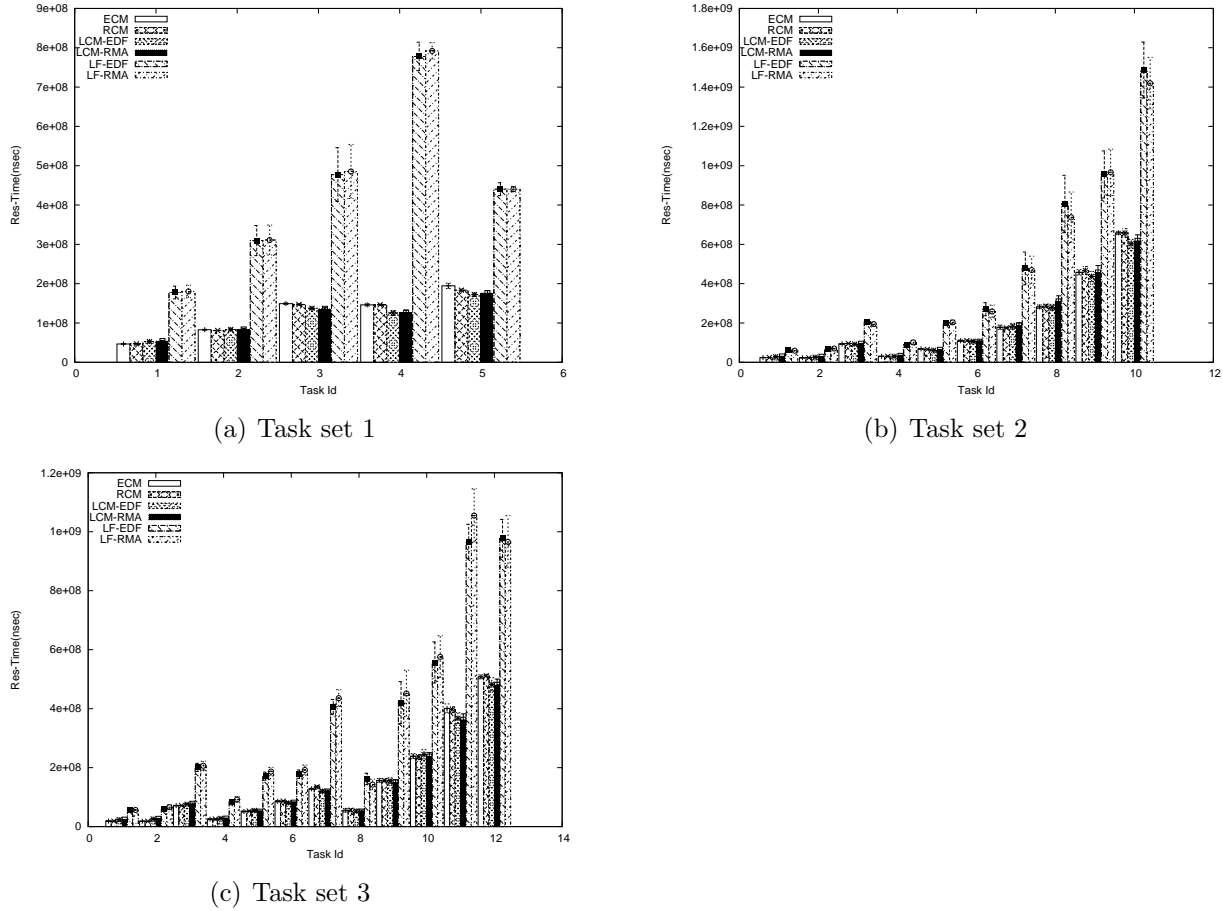 9e+08
8e+08
7e+08
6e+08
5e+08
4e+08
3e+08
2e+08
1e+08
0
Res-Time(nsec)
ECM
RCM
LCM-EDF
LCM-RMA
LF-EDF
LF-RMA
0 1 2 3 4 5 6
Task Id
(a) Task set 1
1.8e+09
1.6e+09
1.4e+09
1.2e+09
1e+09
8e+08
6e+08
4e+08
2e+08
0
Res-Time(nsec)
ECM
RCM
LCM-EDF
LCM-RMA
LF-EDF
LF-RMA
0 2 4 6 8 10 12
Task Id
(b) Task set 2
1.2e+09
1e+09
8e+08
6e+08
4e+08
2e+08
0
Res-Time(nsec)
ECM
RCM
LCM-EDF
LCM-RMA
LF-EDF
LF-RMA
0 2 4 6 8 10 12 14
Task Id
(c) Task set 3